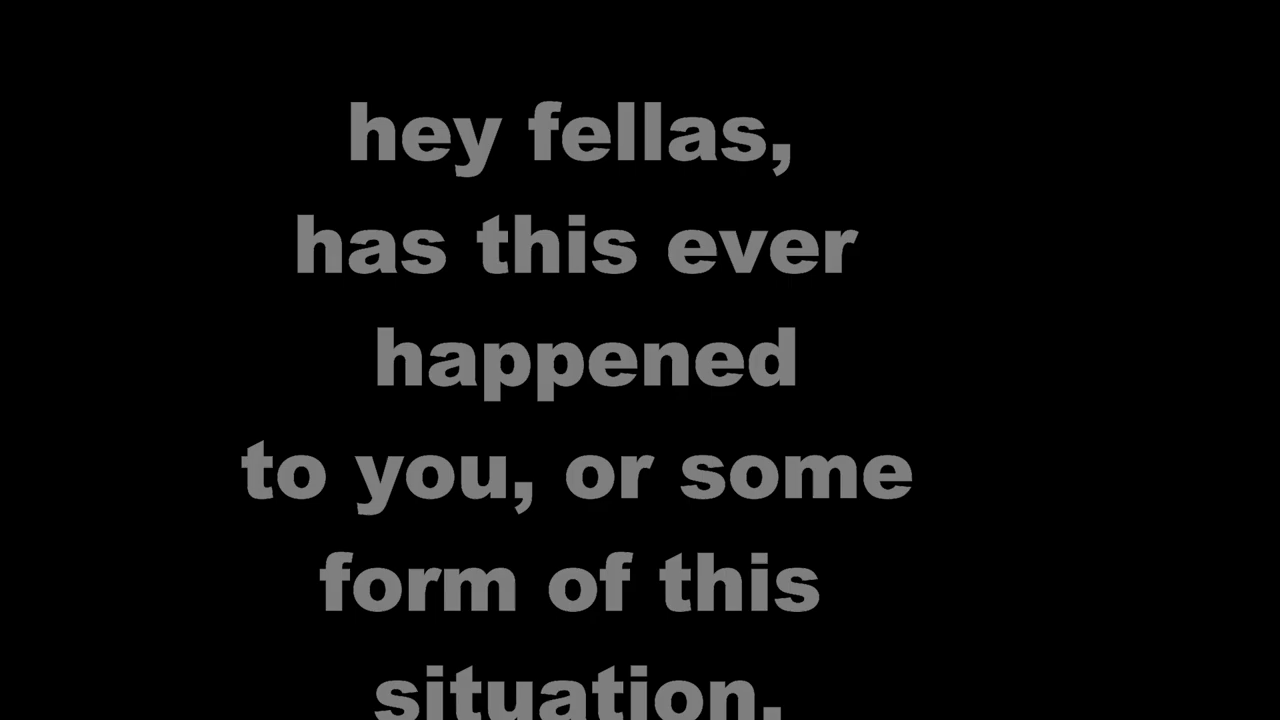 hey fellas,
has this ever
happened
to you, or some
form of this
situation.